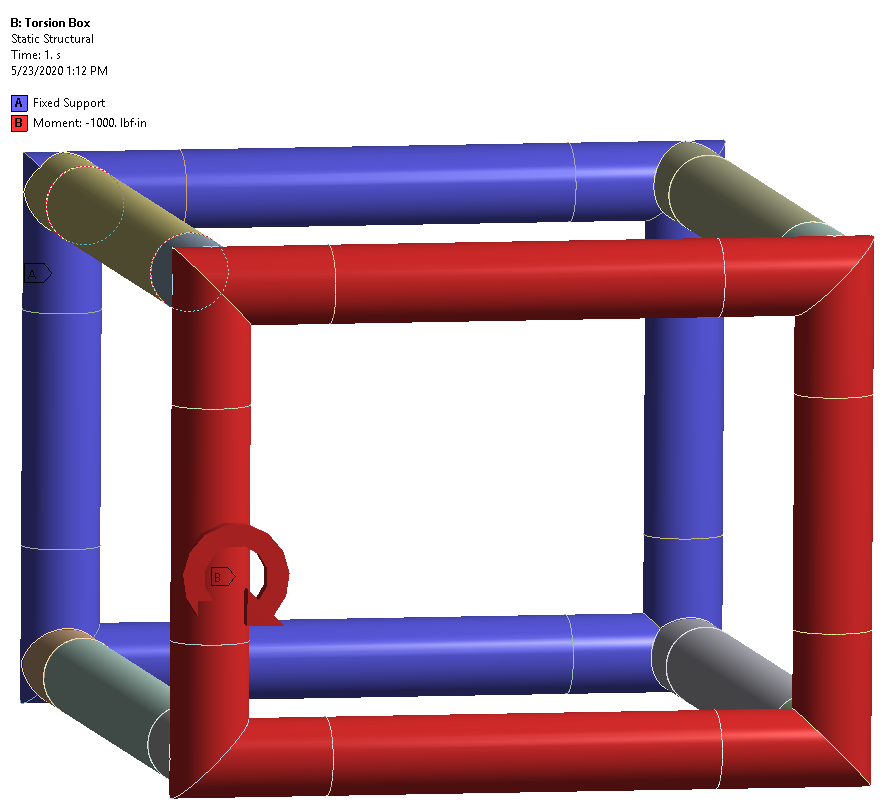 B: Torsion Box
Static Structural
Time: 1. s
5/23/2020 1:12 PM
A Fixed Support
B Moment: -1000. lbf·in
A
B